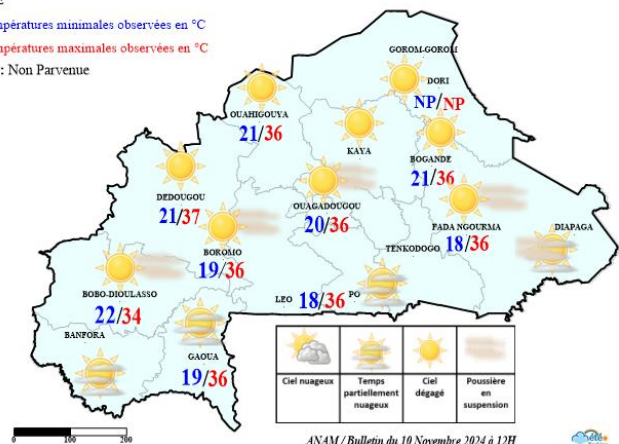 mpératures minimales observées en °C
mpératures maximales observées en °C
: Non Parvenue
GOROM-GOROM
DORI
NP/NP
OUAHIGOUYA
21/36
KAYA
BOGANDE
21/36
DEDOUGOU
21/37
OUAGADOUGOU
20/36
FADA NGOURMA
18/36
DIAPAGA
BOROMO
19/36
TENKODOGO
BOBO-DIOULASSO
22/34
LEO
18/36
PO
BANFORA
GAOUA
19/36
Ciel nuageux
Temps partiellement nuageux
Ciel dégagé
Poussière en suspension
100
200
ANAM / Bulletin du 10 Novembre 2024 à 12H